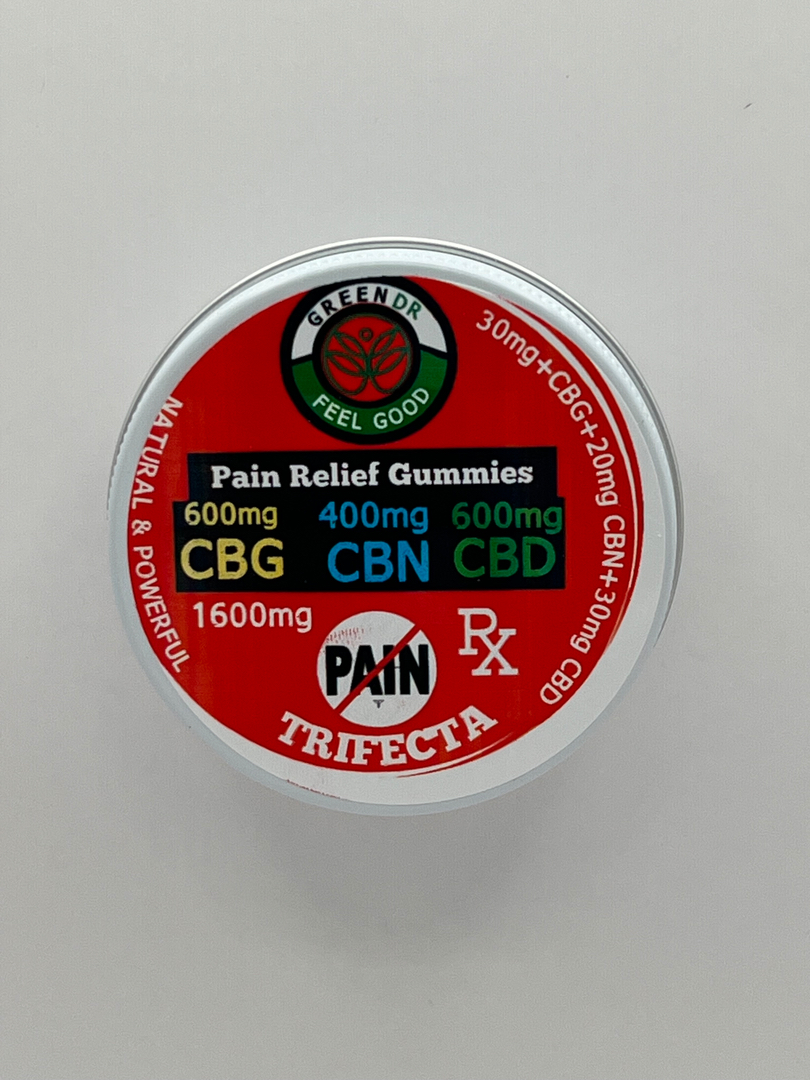 GREEN DR
FEEL GOOD
30mg+CBG+20mg CBN+30mg CBD
NATURAL & POWERFUL
Pain Relief Gummies
600mg 400mg 600mg
CBG CBN CBD
1600mg
Rx
PAIN
T
TRIFECTA